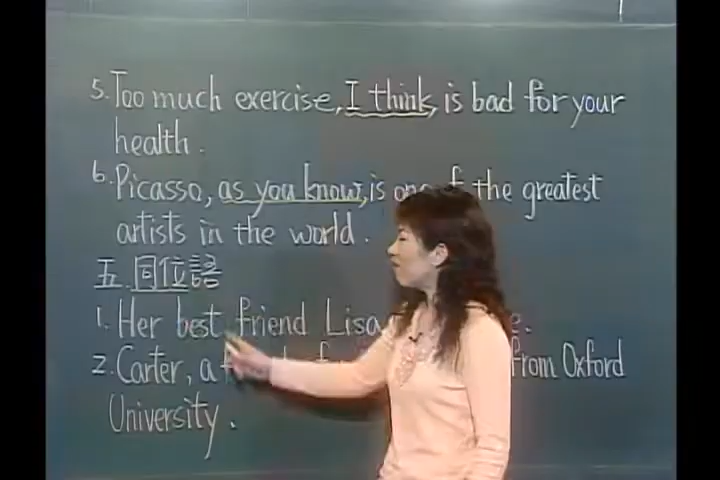 5. Too much exercise, I think, is bad for your
health.
6. Picasso, as you know, is one of the greatest
artists in the world.
五. 同位語
1. Her best friend Lisa e.
2. Carter, a from Oxford
University.